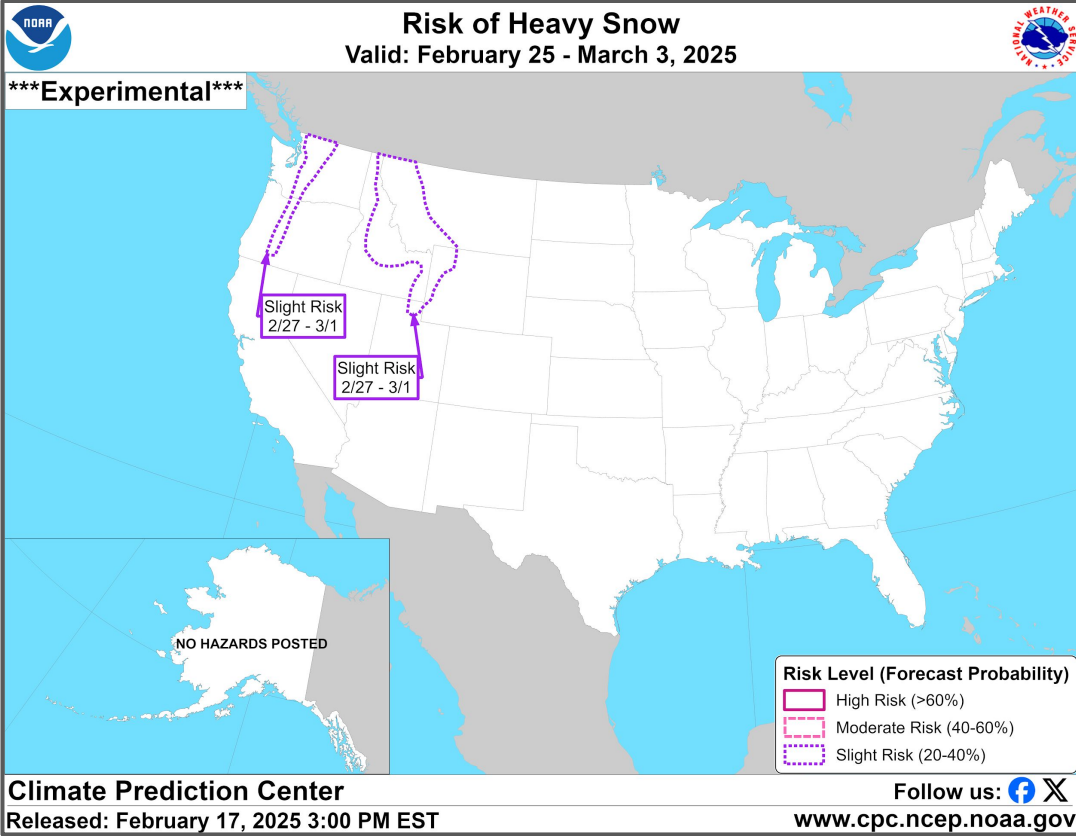 NOAA
Risk of Heavy Snow
Valid: February 25 - March 3, 2025
NATIONAL WEATHER SERVICE
***Experimental***
Slight Risk
2/27 - 3/1
Slight Risk
2/27 - 3/1
NO HAZARDS POSTED
Risk Level (Forecast Probability)
High Risk (>60%)
Moderate Risk (40-60%)
Slight Risk (20-40%)
Climate Prediction Center
Follow us:
Released: February 17, 2025 3:00 PM EST
www.cpc.ncep.noaa.gov